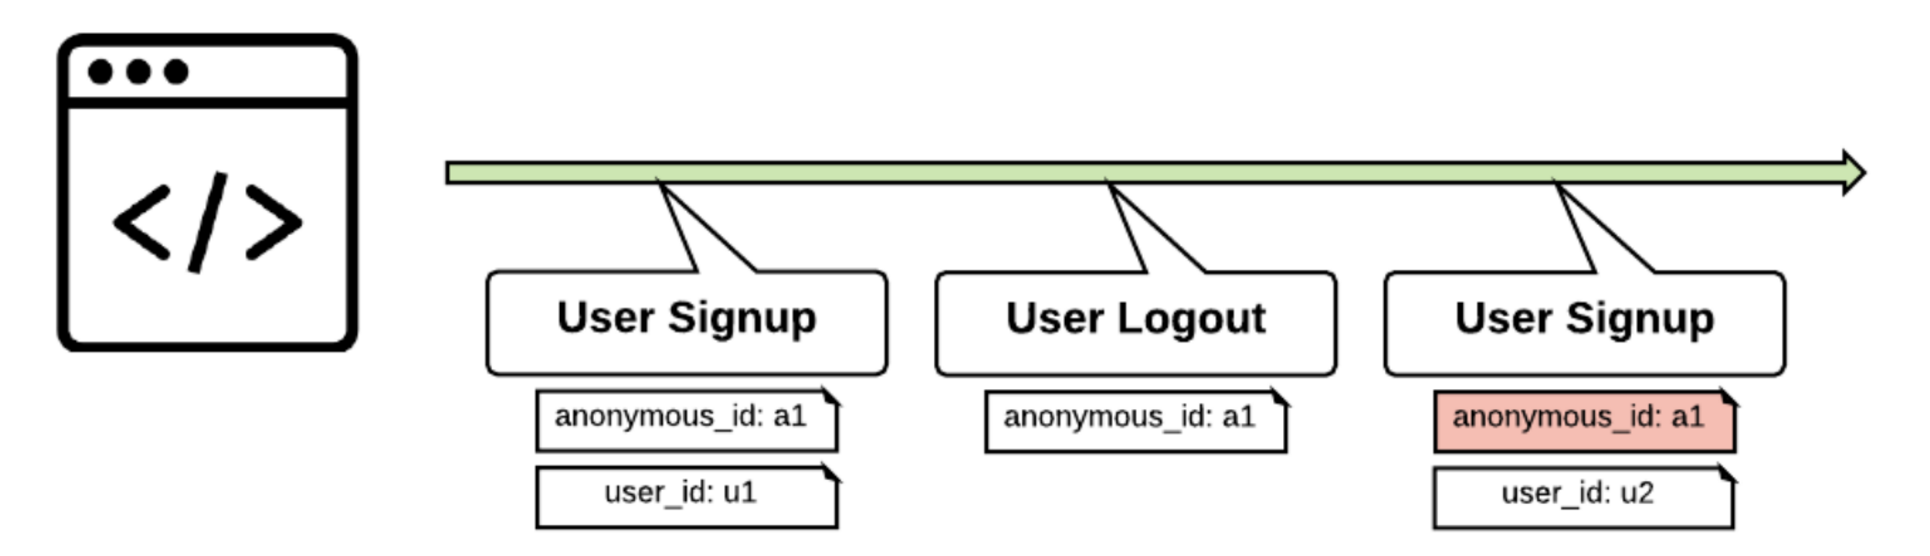 </>
User Signup
anonymous_id: a1
user_id: u1
User Logout
anonymous_id: a1
User Signup
anonymous_id: a1
user_id: u2